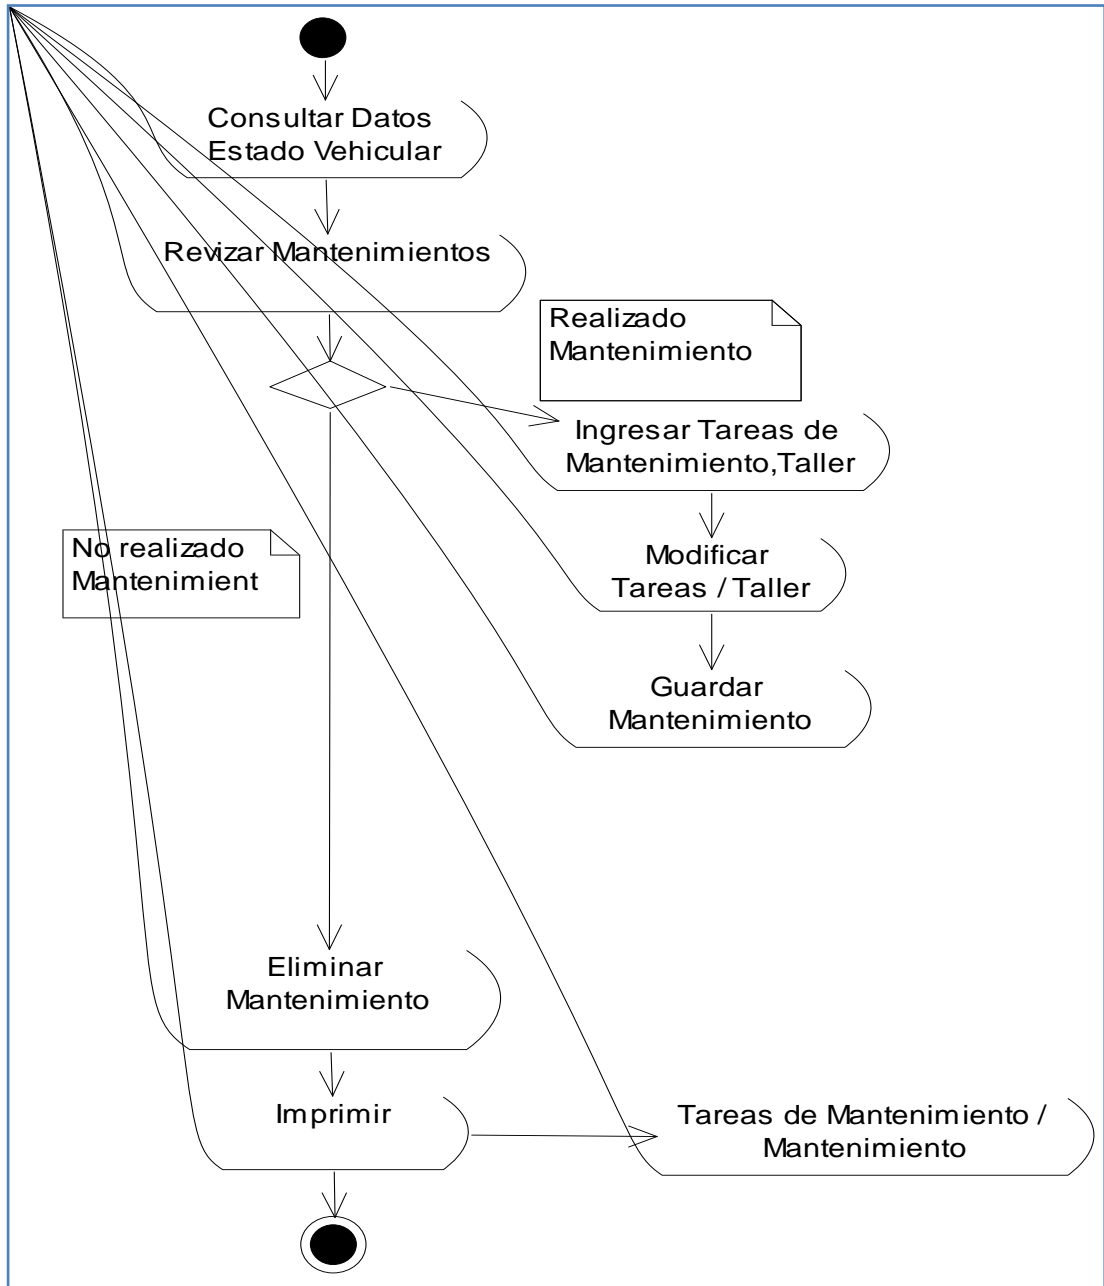 Consultar Datos
Estado Vehicular
Revizar Mantenimientos
Realizado
Mantenimiento
Ingresar Tareas de
Mantenimiento,Taller
No realizado
Mantenimient
Modificar
Tareas / Taller
Guardar
Mantenimiento
Eliminar
Mantenimiento
Imprimir
Tareas de Mantenimiento /
Mantenimiento